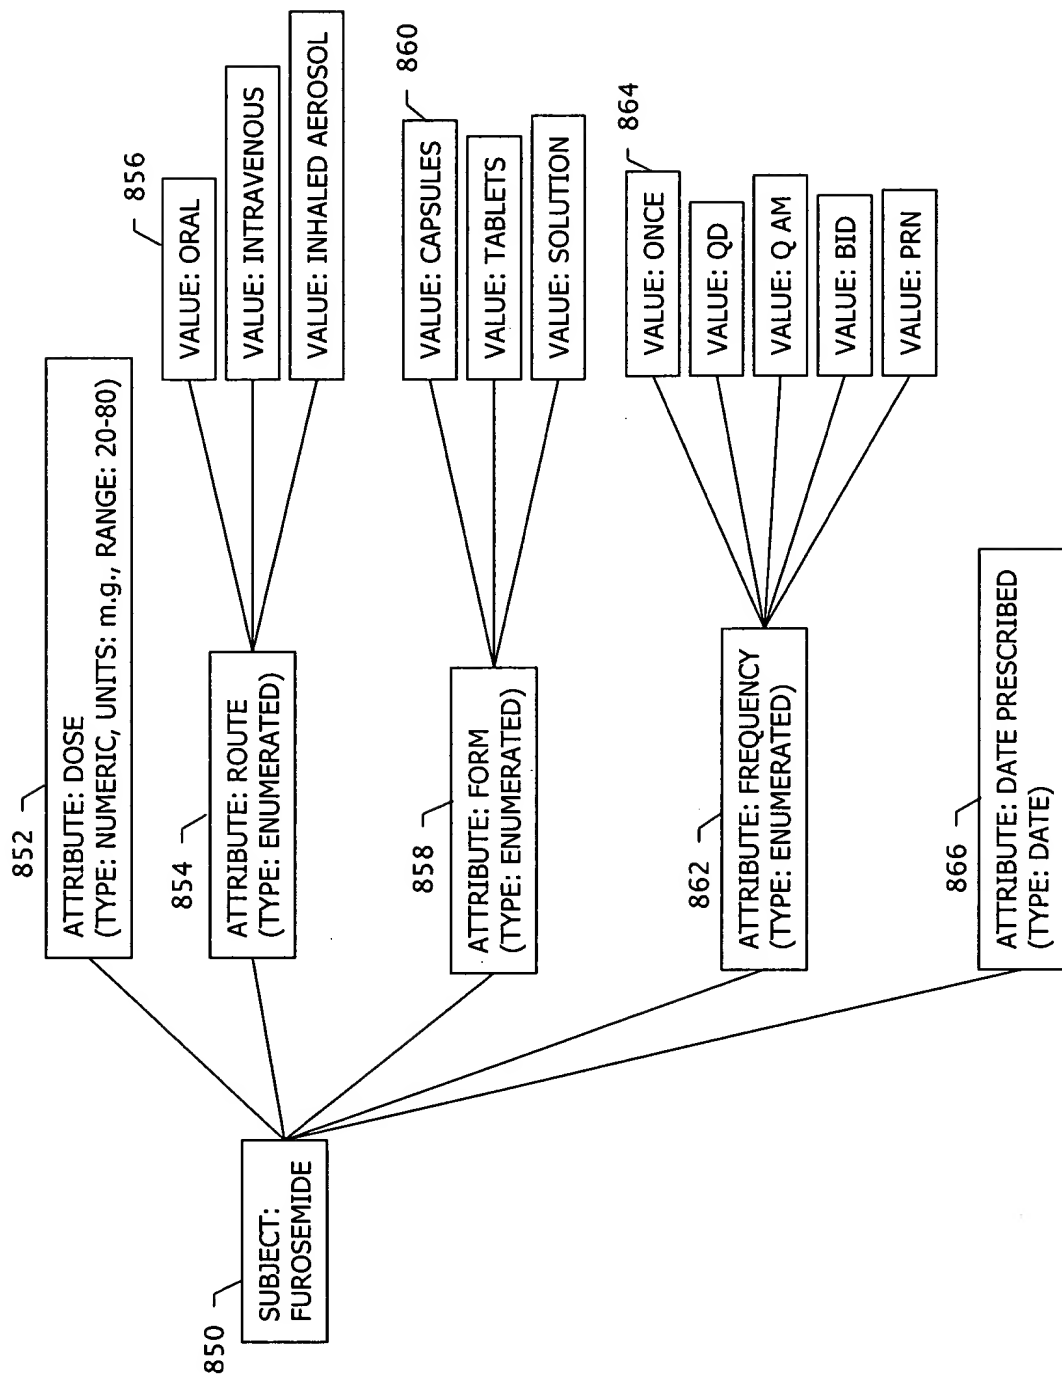 850
SUBJECT:
FUROSEMIDE
852
ATTRIBUTE: DOSE
(TYPE: NUMERIC, UNITS: m.g., RANGE: 20-80)
854
ATTRIBUTE: ROUTE
(TYPE: ENUMERATED)
856
VALUE: ORAL
VALUE: INTRAVENOUS
VALUE: INHALED AEROSOL
858
ATTRIBUTE: FORM
(TYPE: ENUMERATED)
860
VALUE: CAPSULES
VALUE: TABLETS
VALUE: SOLUTION
862
ATTRIBUTE: FREQUENCY
(TYPE: ENUMERATED)
864
VALUE: ONCE
VALUE: QD
VALUE: Q AM
VALUE: BID
VALUE: PRN
866
ATTRIBUTE: DATE PRESCRIBED
(TYPE: DATE)